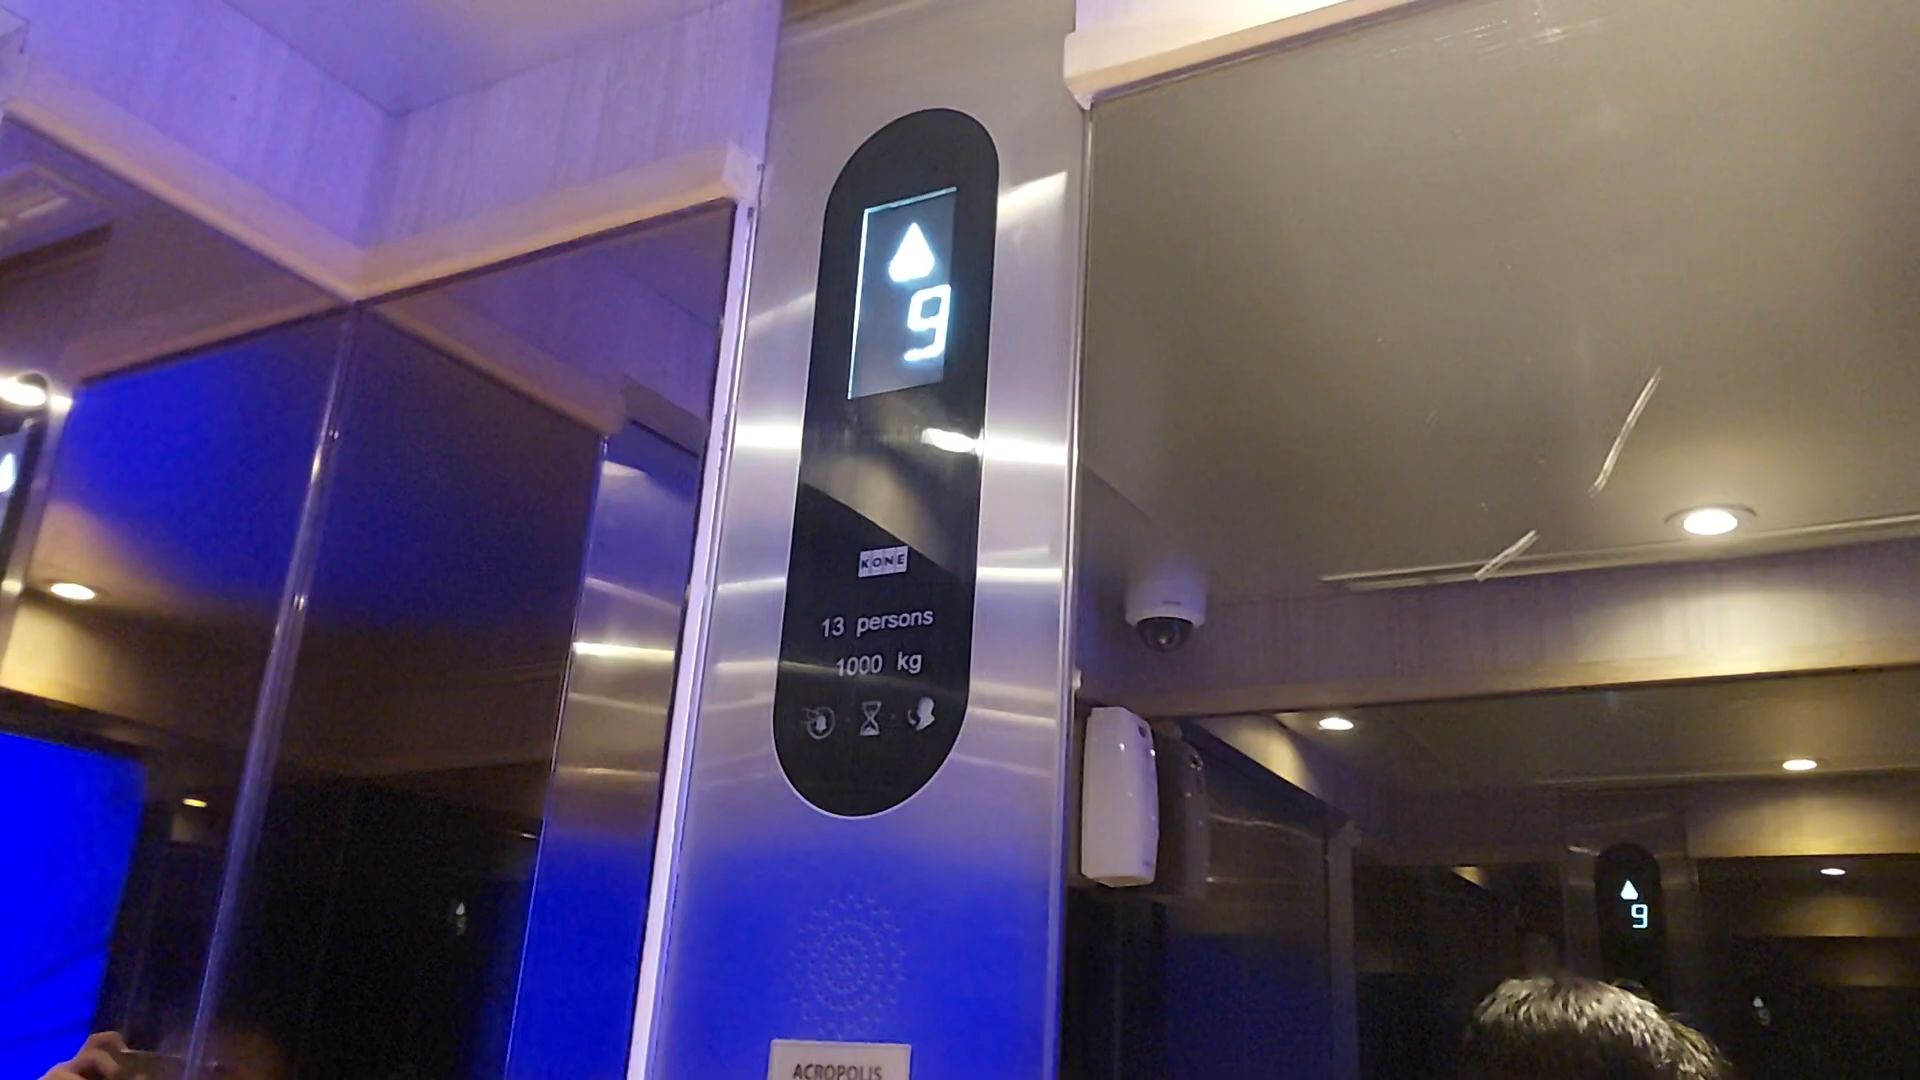 9
KONE
13 persons
1000 kg
9
ACROPOLIS